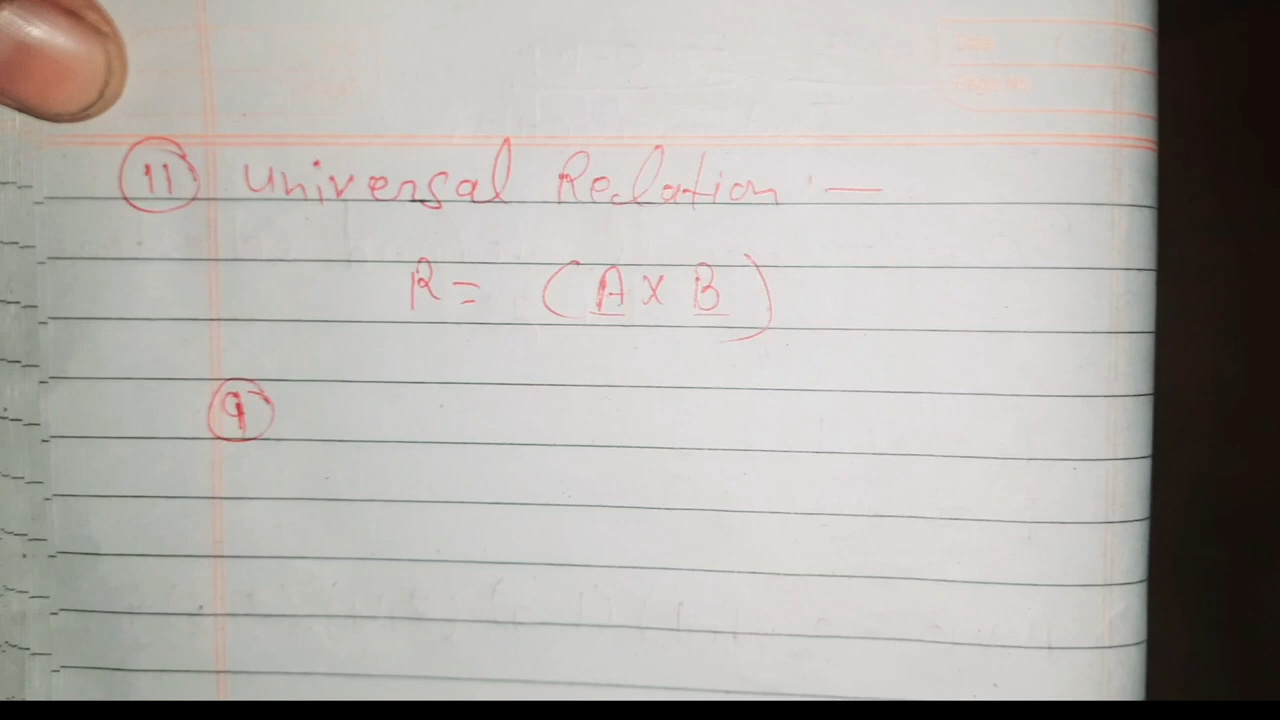 11 Universal Relation :—
R = (A × B)
9